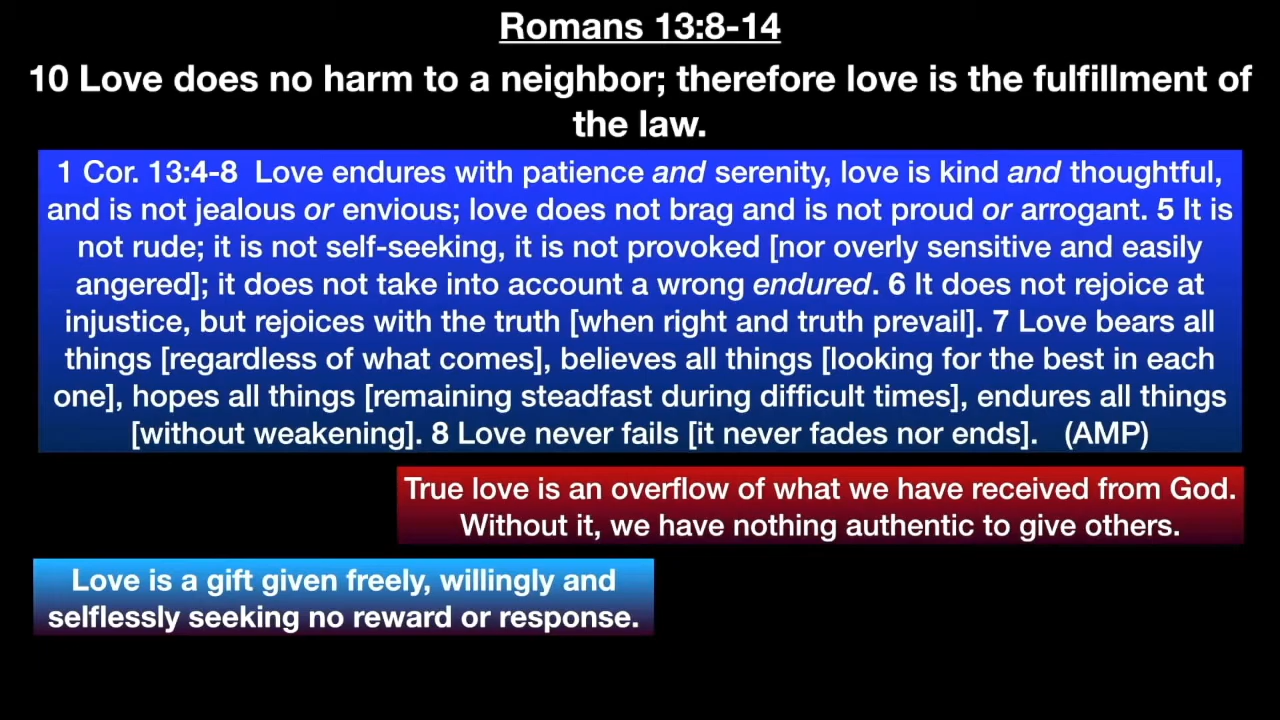 Romans 13:8-14
10 Love does no harm to a neighbor; therefore love is the fulfillment of
the law.
1 Cor. 13:4-8 Love endures with patience and serenity, love is kind and thoughtful,
and is not jealous or envious; love does not brag and is not proud or arrogant. 5 It is
not rude; it is not self-seeking, it is not provoked [nor overly sensitive and easily
angered]; it does not take into account a wrong endured. 6 It does not rejoice at
injustice, but rejoices with the truth [when right and truth prevail]. 7 Love bears all
things [regardless of what comes], believes all things [looking for the best in each
one], hopes all things [remaining steadfast during difficult times], endures all things
[without weakening]. 8 Love never fails [it never fades nor ends]. (AMP)
True love is an overflow of what we have received from God.
Without it, we have nothing authentic to give others.
Love is a gift given freely, willingly and
selflessly seeking no reward or response.